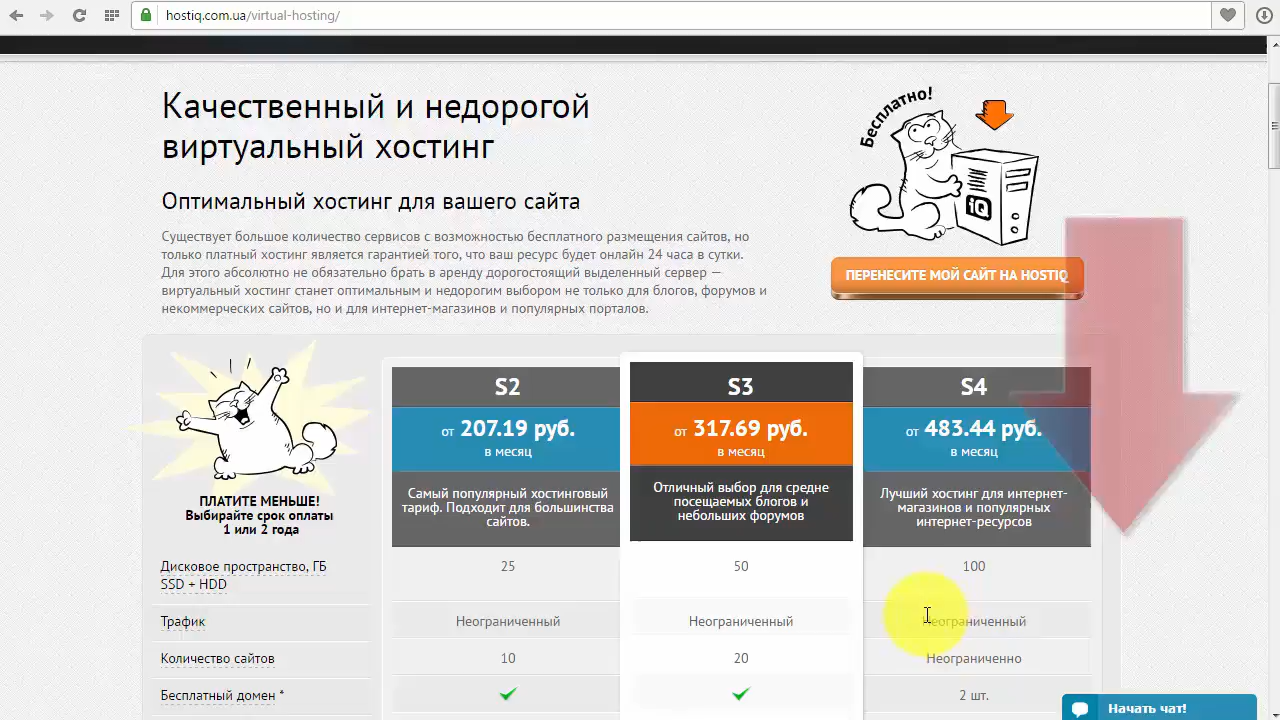 hostiq.com.ua/virtual-hosting/
Качественный и недорогой
виртуальный хостинг
Бесплатно!
iQ
Оптимальный хостинг для вашего сайта
Существует большое количество сервисов с возможностью бесплатного размещения сайтов, но
только платный хостинг является гарантией того, что ваш ресурс будет онлайн 24 часа в сутки.
Для этого абсолютно не обязательно брать в аренду дорогостоящий выделенный сервер —
виртуальный хостинг станет оптимальным и недорогим выбором не только для блогов, форумов и
некоммерческих сайтов, но и для интернет-магазинов и популярных порталов.
ПЕРЕНЕСИТЕ МОЙ САЙТ НА HOSTIQ
ПЛАТИТЕ МЕНЬШЕ!
Выбирайте срок оплаты
1 или 2 года
S2
от 207.19 руб.
в месяц
Самый популярный хостинговый
тариф. Подходит для большинства
сайтов.
S3
от 317.69 руб.
в месяц
Отличный выбор для средне
посещаемых блогов и
небольших форумов
S4
от 483.44 руб.
в месяц
Лучший хостинг для интернет-
магазинов и популярных
интернет-ресурсов
Дисковое пространство, ГБ
SSD + HDD
25
50
100
Трафик
Неограниченный
Неограниченный
Неограниченный
Количество сайтов
10
20
Неограниченно
Бесплатный домен *
2 шт.
Начать чат!